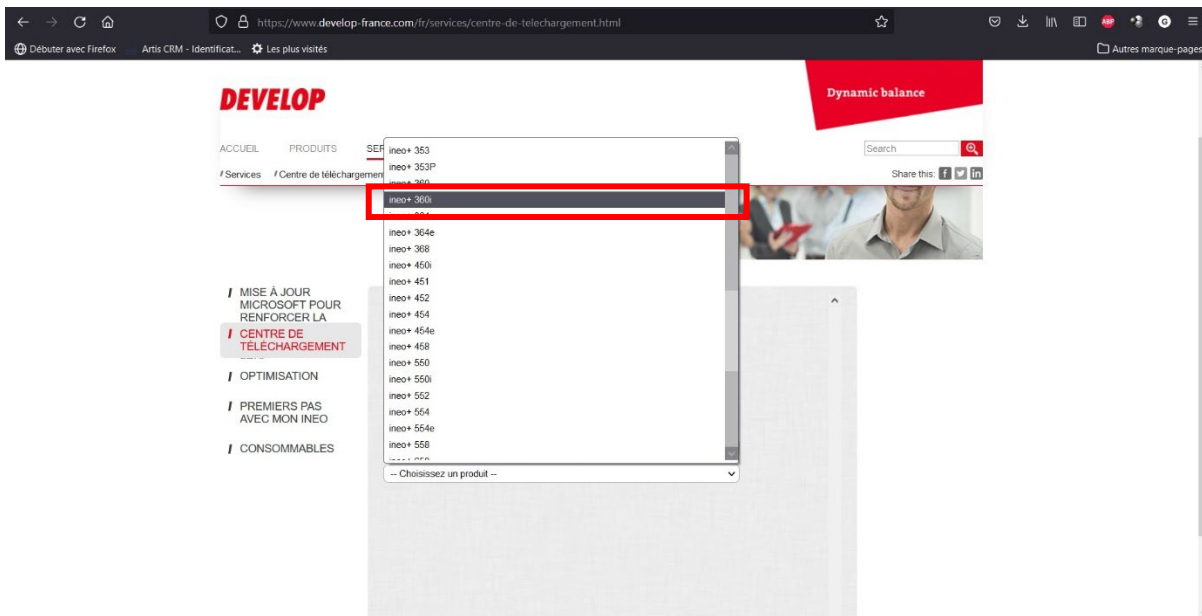 https://www.develop-france.com/fr/services/centre-de-telechargement.html
Débuter avec Firefox
Artis CRM - Identificat...
Les plus visités
Autres marque-pages
DEVELOP
Dynamic balance
ACCUEIL PRODUITS
Search
/ Services / Centre de téléchargemen
Share this:
ineo+ 353
ineo+ 353P
ineo+ 360
ineo+ 360i
ineo+ 364e
ineo+ 368
ineo+ 450i
ineo+ 451
ineo+ 452
ineo+ 454
ineo+ 454e
ineo+ 458
ineo+ 550
ineo+ 550i
ineo+ 552
ineo+ 554
ineo+ 554e
ineo+ 558
-- Choisissez un produit --
/ MISE À JOUR
MICROSOFT POUR
RENFORCER LA
/ CENTRE DE
TÉLÉCHARGEMENT
/ OPTIMISATION
/ PREMIERS PAS
AVEC MON INEO
/ CONSOMMABLES